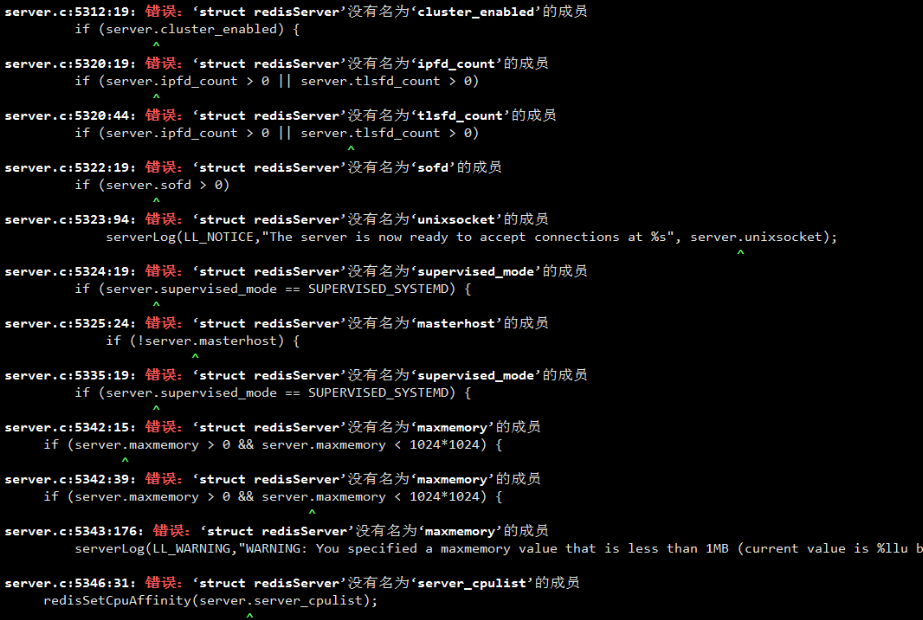 server.c:5312:19: 错误：‘struct redisServer’没有名为‘cluster_enabled’的成员
if (server.cluster_enabled) {
^
server.c:5320:19: 错误：‘struct redisServer’没有名为‘ipfd_count’的成员
if (server.ipfd_count > 0 || server.tlsfd_count > 0)
^
server.c:5320:44: 错误：‘struct redisServer’没有名为‘tlsfd_count’的成员
if (server.ipfd_count > 0 || server.tlsfd_count > 0)
^
server.c:5322:19: 错误：‘struct redisServer’没有名为‘sofd’的成员
if (server.sofd > 0)
^
server.c:5323:94: 错误：‘struct redisServer’没有名为‘unixsocket’的成员
serverLog(LL_NOTICE,"The server is now ready to accept connections at %s", server.unixsocket);
^
server.c:5324:19: 错误：‘struct redisServer’没有名为‘supervised_mode’的成员
if (server.supervised_mode == SUPERVISED_SYSTEMD) {
^
server.c:5325:24: 错误：‘struct redisServer’没有名为‘masterhost’的成员
if (!server.masterhost) {
^
server.c:5335:19: 错误：‘struct redisServer’没有名为‘supervised_mode’的成员
if (server.supervised_mode == SUPERVISED_SYSTEMD) {
^
server.c:5342:15: 错误：‘struct redisServer’没有名为‘maxmemory’的成员
if (server.maxmemory > 0 && server.maxmemory < 1024*1024) {
^
server.c:5342:39: 错误：‘struct redisServer’没有名为‘maxmemory’的成员
if (server.maxmemory > 0 && server.maxmemory < 1024*1024) {
^
server.c:5343:176: 错误：‘struct redisServer’没有名为‘maxmemory’的成员
serverLog(LL_WARNING,"WARNING: You specified a maxmemory value that is less than 1MB (current value is %llu b
server.c:5346:31: 错误：‘struct redisServer’没有名为‘server_cpulist’的成员
redisSetCpuAffinity(server.server_cpulist);
^